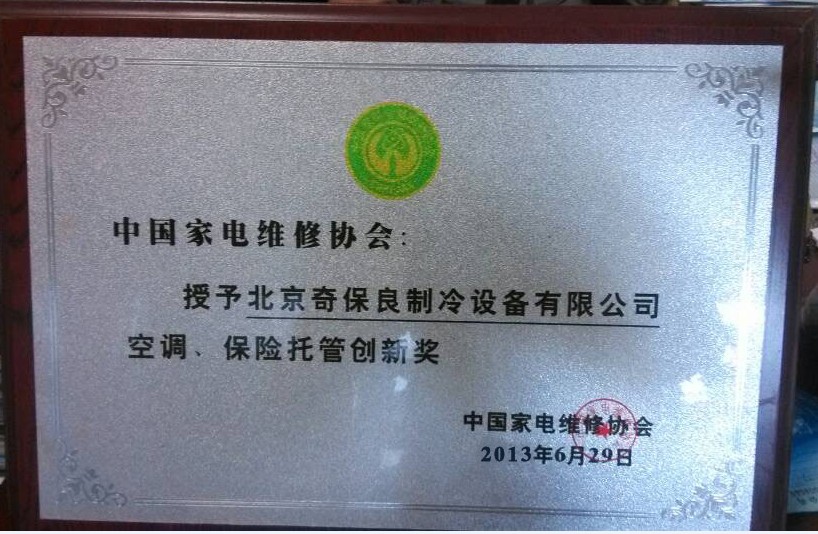 中国家电维修协会:
授予北京奇保良制冷设备有限公司
空调、保险托管创新奖
中国家电维修协会
2013年6月29日